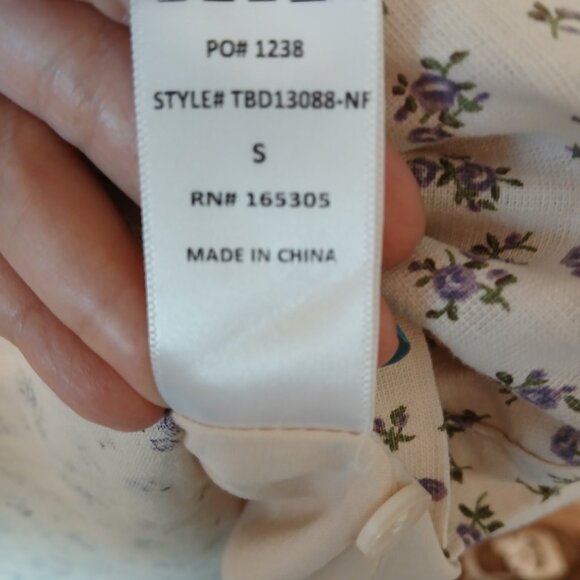 PO# 1238
STYLE# TBD13088-NF
S
RN# 165305
MADE IN CHINA